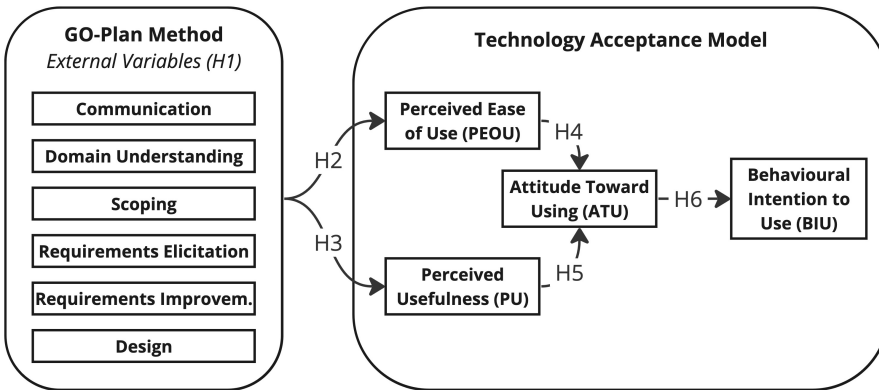 GO-Plan Method
External Variables (H1)
Communication
Domain Understanding
Scoping
Requirements Elicitation
Requirements Improvem.
Design
H2
H3
Technology Acceptance Model
Perceived Ease
of Use (PEOU)
H4
Attitude Toward
Using (ATU)
H5
Perceived
Usefulness (PU)
H6
Behavioural
Intention to
Use (BIU)